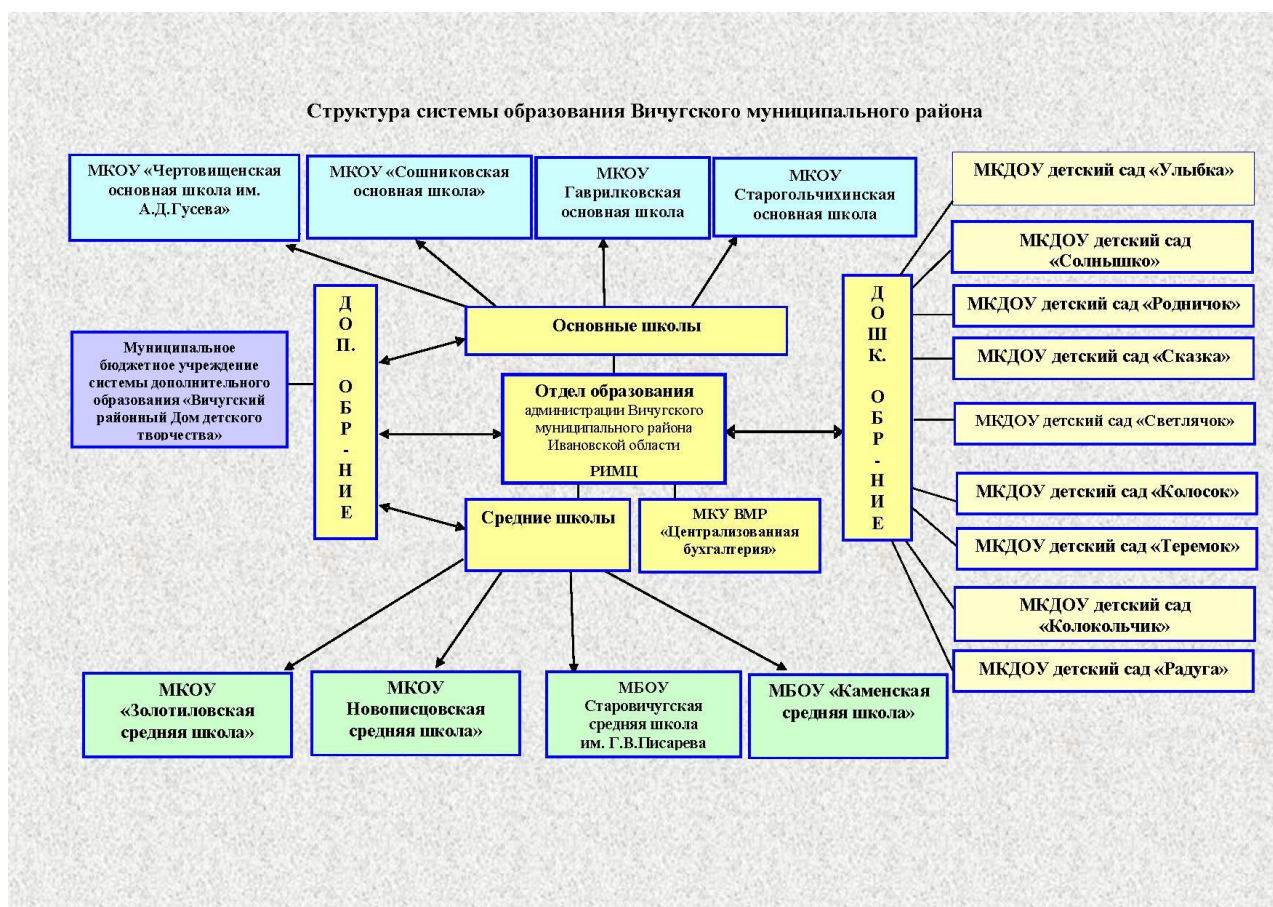 Структура системы образования Вичугского муниципального района
МКОУ «Чертовищенская
основная школа им.
А.Д.Гусева»
МКОУ «Сошниковская
основная школа»
МКОУ
Гаврилковская
основная школа
МКОУ
Старогольчихинская
основная школа
МКДОУ детский сад «Улыбка»
МКДОУ детский сад
«Солнышко»
МКДОУ детский сад «Родничок»
МКДОУ детский сад «Сказка»
МКДОУ детский сад «Светлячок»
МКДОУ детский сад «Колосок»
МКДОУ детский сад «Теремок»
МКДОУ детский сад
«Колокольчик»
МКДОУ детский сад «Радуга»
Д
О
Ш
К.
О
Б
Р
-
Н
И
Е
Д
О
П.
О
Б
Р
-
Н
И
Е
Основные школы
Муниципальное
бюджетное учреждение
системы дополнительного
образования «Вичугский
районный Дом детского
творчества»
Отдел образования
администрации Вичугского
муниципального района
Ивановской области
РИМЦ
Средние школы
МКУ ВМР
«Централизованная
бухгалтерия»
МКОУ
«Золотиловская
средняя школа»
МКОУ
Новописцовская
средняя школа»
МБОУ
Старовичугская
средняя школа
им. Г.В.Писарева
МБОУ «Каменская
средняя школа»